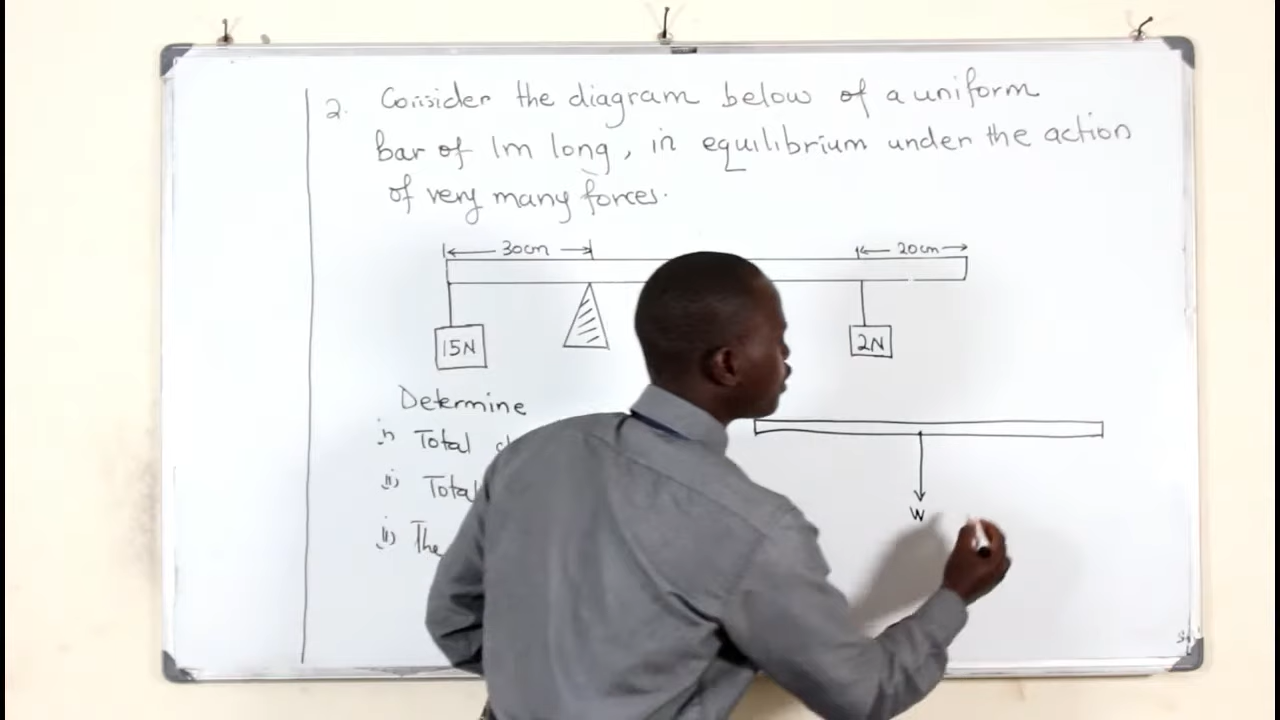 2. Consider the diagram below of a uniform
bar of 1m long, in equilibrium under the action
of very many forces.
30cm 20cm
15N 2N
Determine
i) Total
ii) Total
The
W